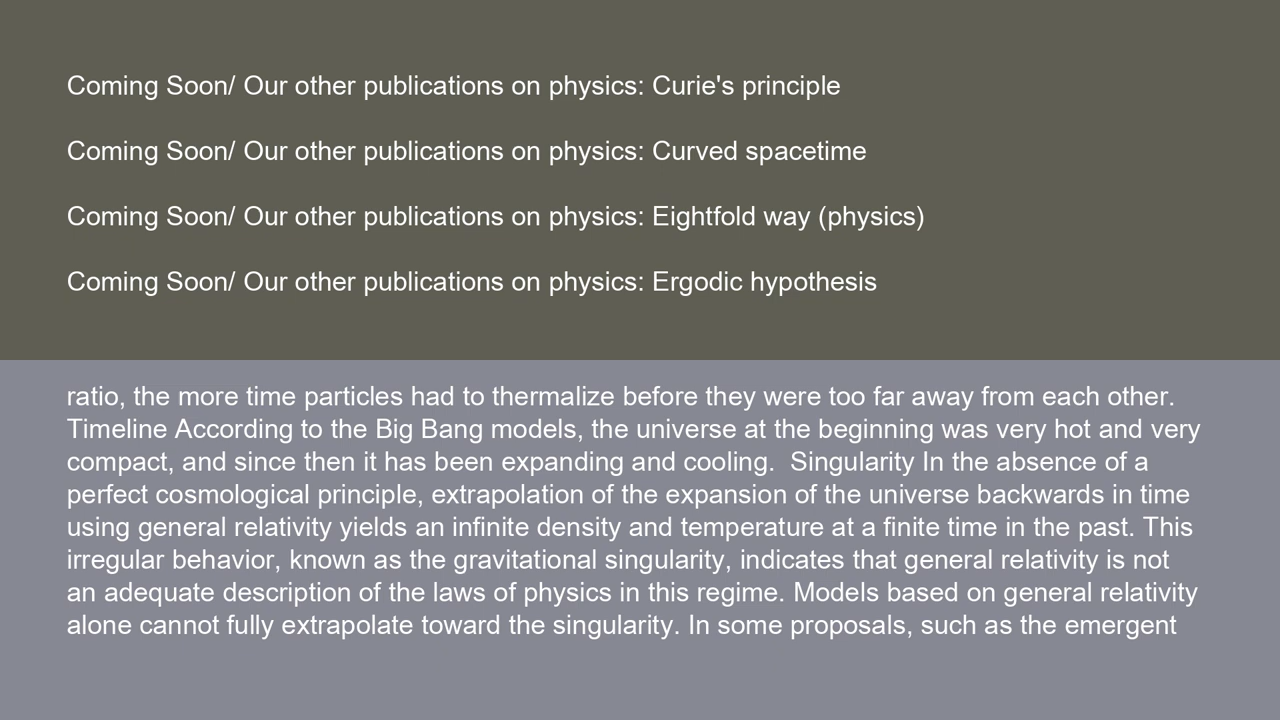 Coming Soon/ Our other publications on physics: Curie's principle
Coming Soon/ Our other publications on physics: Curved spacetime
Coming Soon/ Our other publications on physics: Eightfold way (physics)
Coming Soon/ Our other publications on physics: Ergodic hypothesis
ratio, the more time particles had to thermalize before they were too far away from each other.
Timeline According to the Big Bang models, the universe at the beginning was very hot and very
compact, and since then it has been expanding and cooling.  Singularity In the absence of a
perfect cosmological principle, extrapolation of the expansion of the universe backwards in time
using general relativity yields an infinite density and temperature at a finite time in the past. This
irregular behavior, known as the gravitational singularity, indicates that general relativity is not
an adequate description of the laws of physics in this regime. Models based on general relativity
alone cannot fully extrapolate toward the singularity. In some proposals, such as the emergent